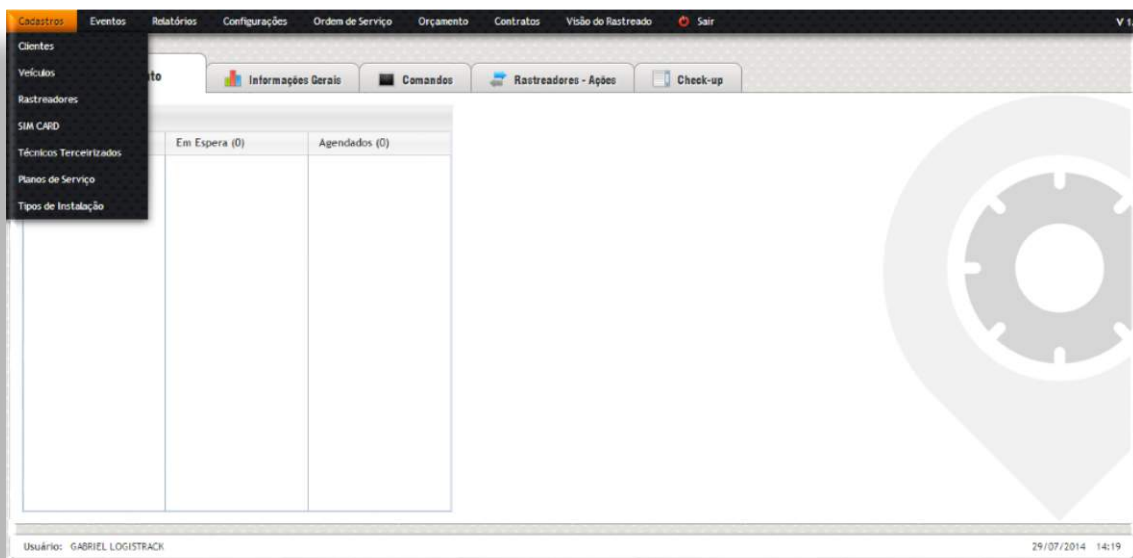 Cadastros Eventos Relatórios Configurações Ordem de Serviço Orçamento Contratos Visão do Rastreado Sair V 1.
Clientes
Veículos
Rastreadores
SIM CARD
Técnicos Terceirizados
Planos de Serviço
Tipos de Instalação
to Informações Gerais Comandos Rastreadores - Ações Check-up
Em Espera (0) Agendados (0)
Usuário: GABRIEL LOGISTRACK 29/07/2014 14:19